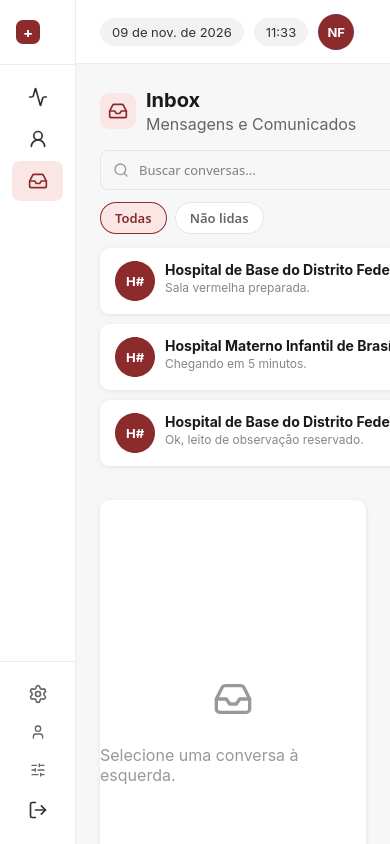 09 de nov. de 2026
11:33
NF
Inbox
Mensagens e Comunicados
Buscar conversas...
Todas
Não lidas
H#
Hospital de Base do Distrito Fede
Sala vermelha preparada.
H#
Hospital Materno Infantil de Brasí
Chegando em 5 minutos.
H#
Hospital de Base do Distrito Fede
Ok, leito de observação reservado.
Selecione uma conversa à
esquerda.